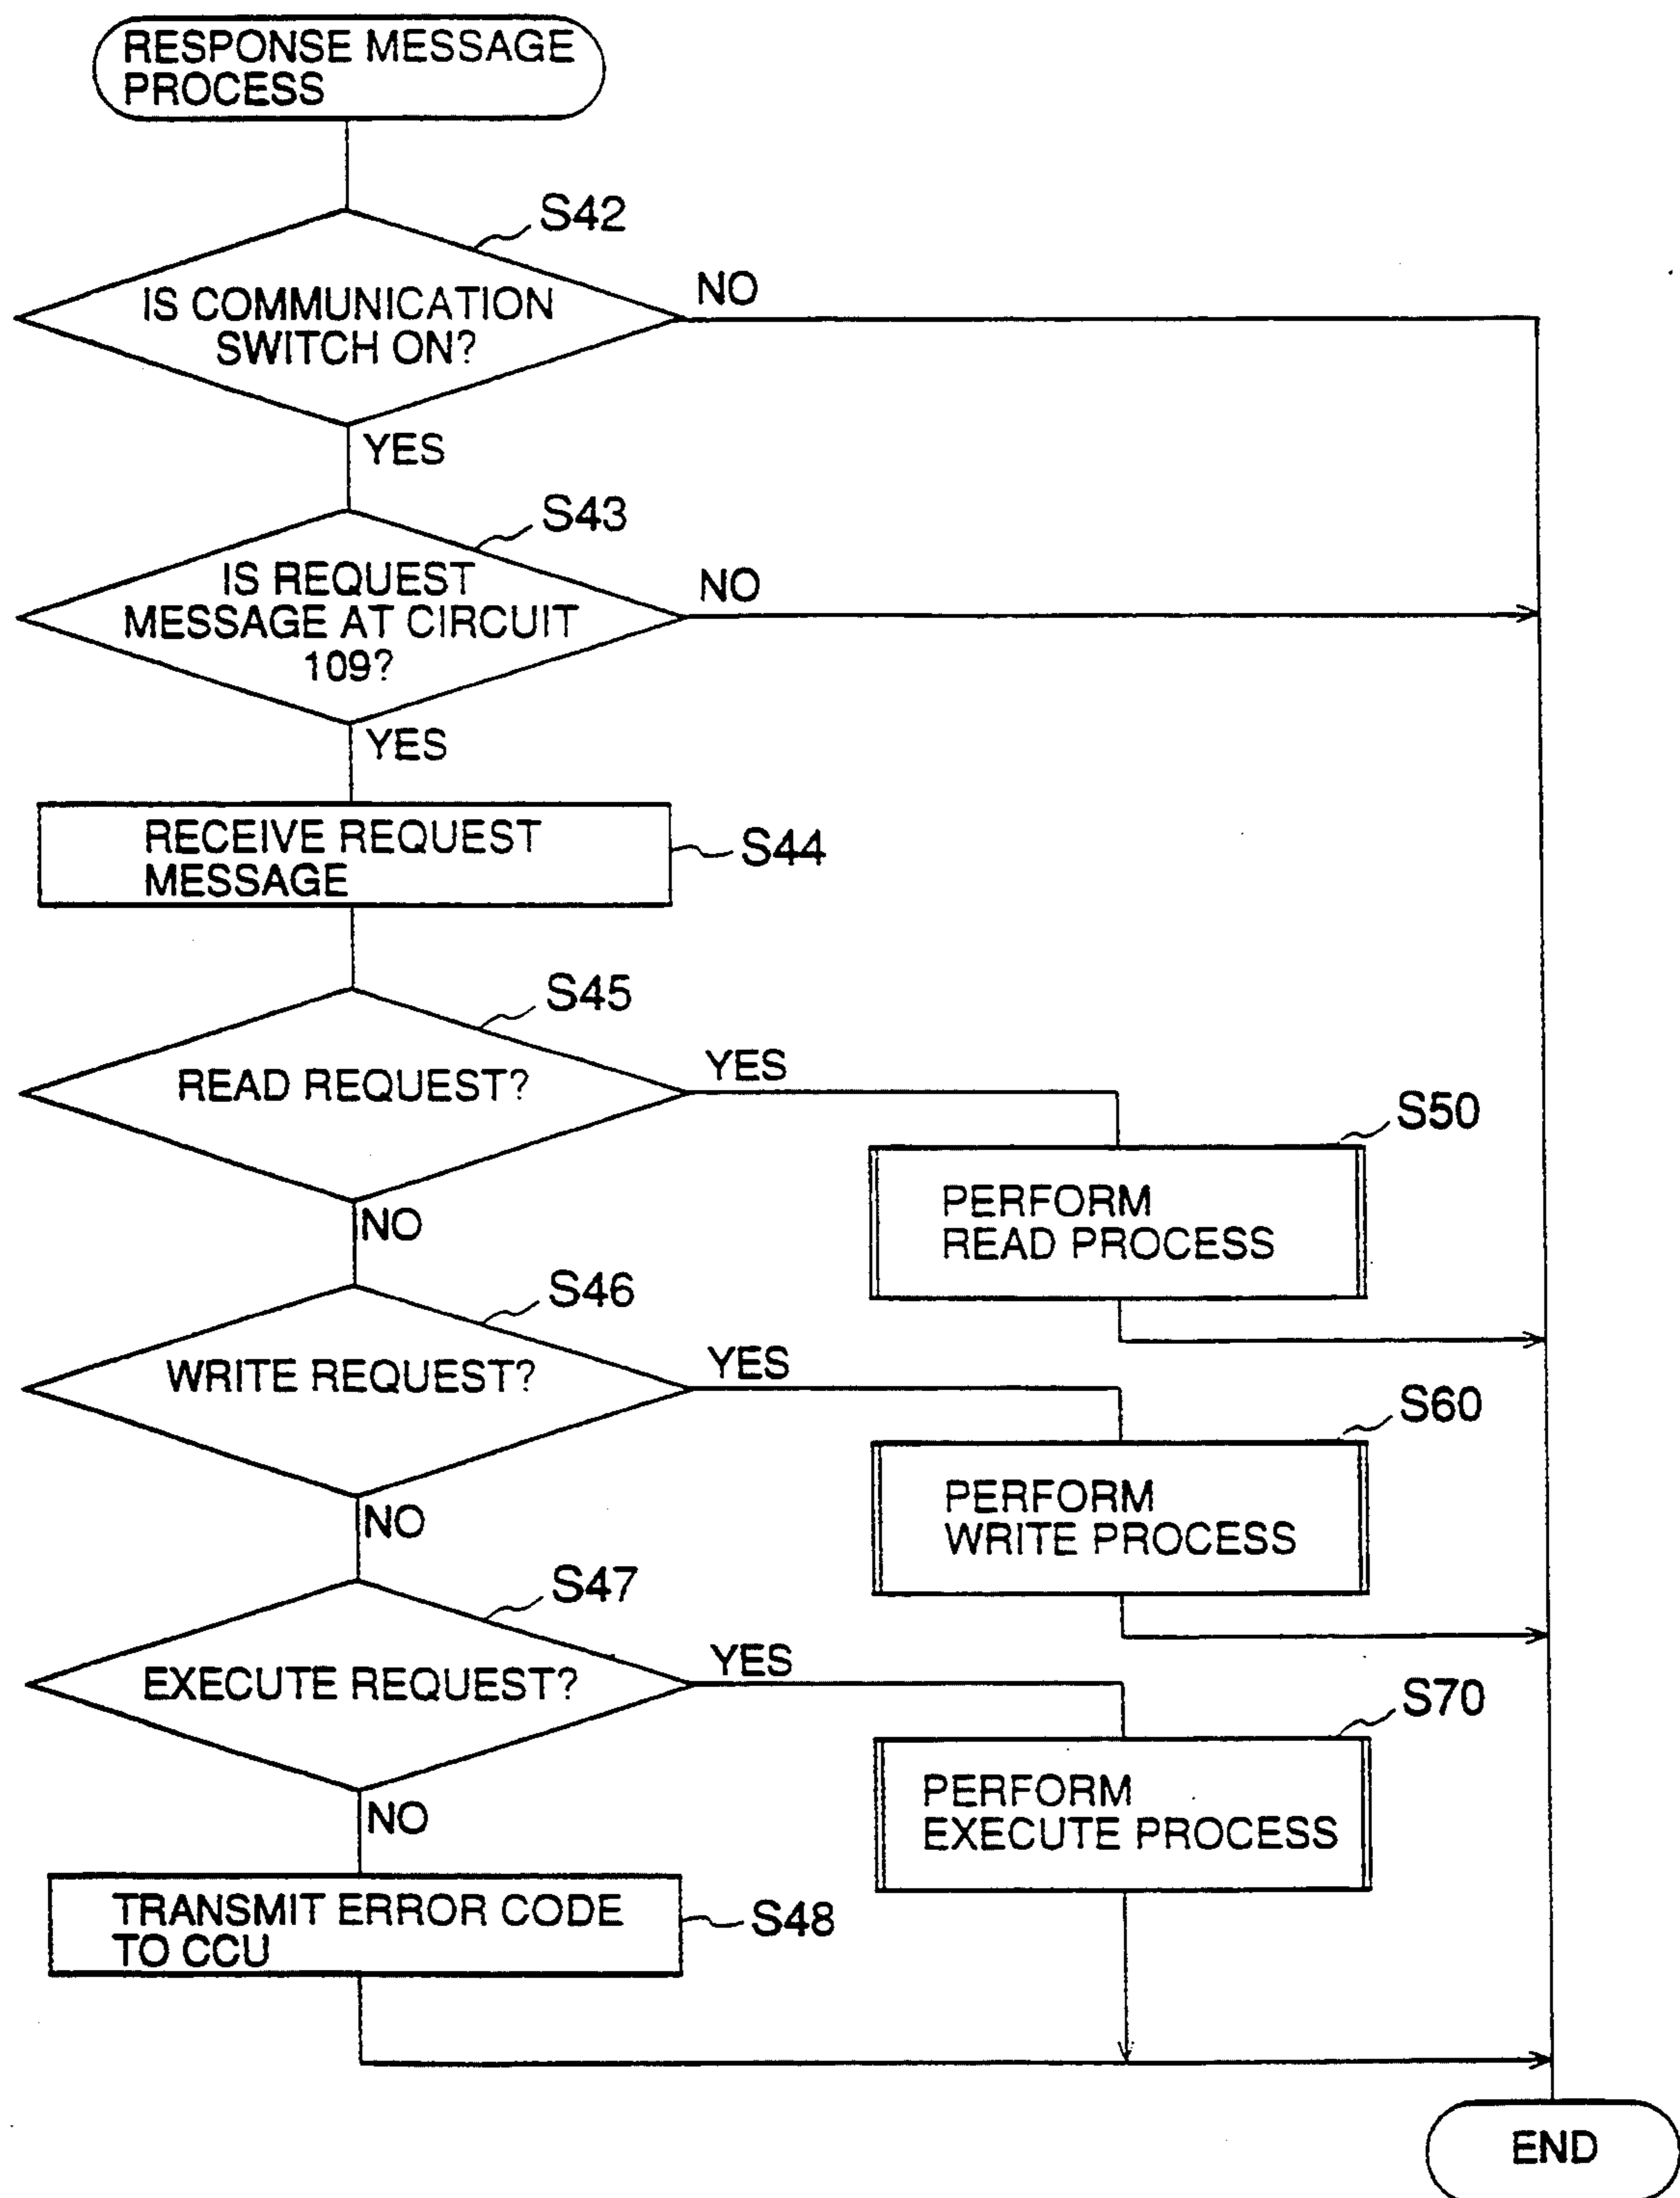 RESPONSE MESSAGE
PROCESS
S42
IS COMMUNICATION
SWITCH ON?
NO
YES
S43
IS REQUEST
MESSAGE AT CIRCUIT
109?
NO
YES
RECEIVE REQUEST
MESSAGE
S44
S45
READ REQUEST?
YES
S50
PERFORM
READ PROCESS
NO
S46
WRITE REQUEST?
YES
S60
PERFORM
WRITE PROCESS
NO
S47
EXECUTE REQUEST?
YES
S70
PERFORM
EXECUTE PROCESS
NO
TRANSMIT ERROR CODE
TO CCU
S48
END